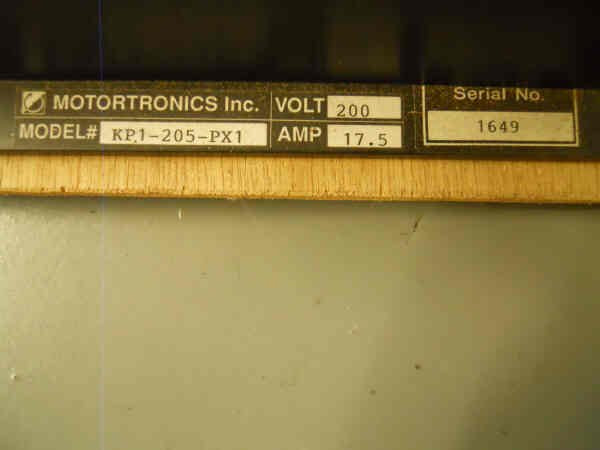 MOTORTRONICS Inc. VOLT 200 Serial No.
MODEL# KP1-205-PX1 AMP 17.5 1649